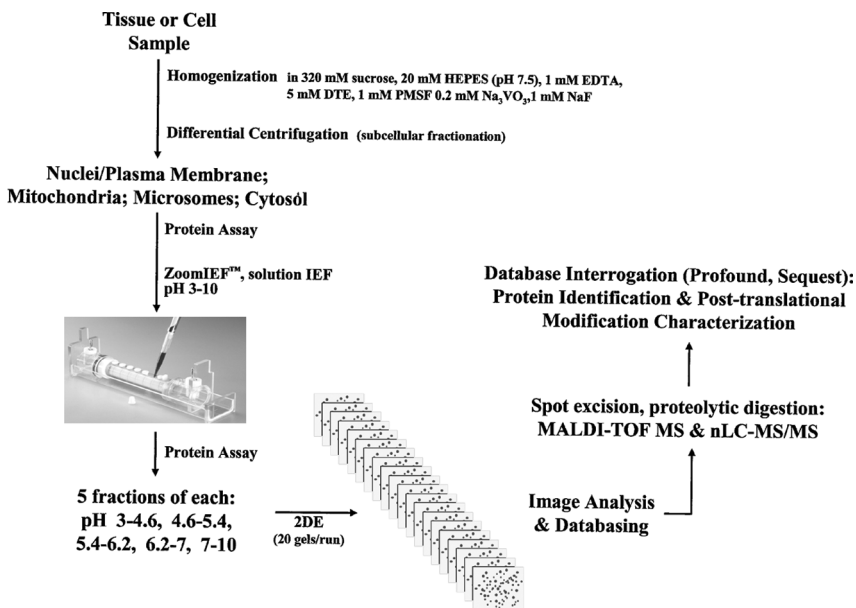 Tissue or Cell
Sample
Homogenization in 320 mM sucrose, 20 mM HEPES (pH 7.5), 1 mM EDTA,
5 mM DTE, 1 mM PMSF 0.2 mM Na₃VO₃,1 mM NaF
Differential Centrifugation (subcellular fractionation)
Nuclei/Plasma Membrane;
Mitochondria; Microsomes; Cytosol
Protein Assay
ZoomIEF™, solution IEF
pH 3-10
Protein Assay
5 fractions of each:
pH 3-4.6, 4.6-5.4,
5.4-6.2, 6.2-7, 7-10
2DE
(20 gels/run)
Image Analysis
& Databasing
Spot excision, proteolytic digestion:
MALDI-TOF MS & nLC-MS/MS
Database Interrogation (Profound, Sequest):
Protein Identification & Post-translational
Modification Characterization